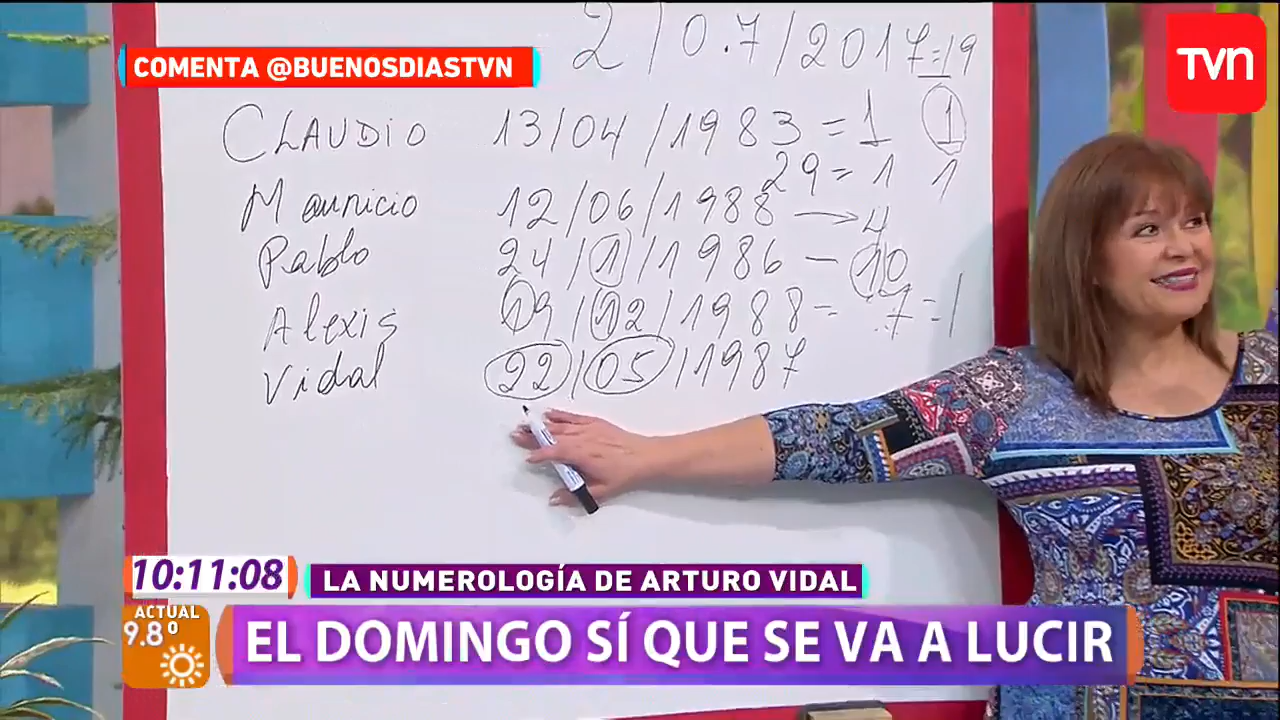 2/07/2017=19
COMENTA @BUENOSDIASTVN
TVN
CLAUDIO 13/04/1983=1 1
29=1 1
Mauricio 12/06/1988→4
Pablo 24/1/1986-10
Alexis 19/12/1988=7=1
Vidal 22/05/1987
10:11:08
LA NUMEROLOGÍA DE ARTURO VIDAL
ACTUAL
9.8º
EL DOMINGO SÍ QUE SE VA A LUCIR